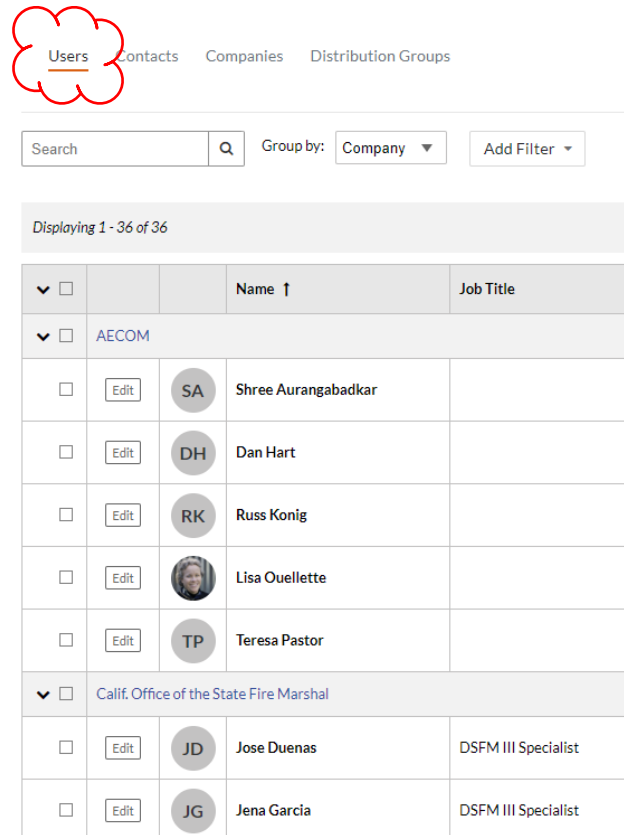 Users Contacts Companies Distribution Groups
Search Group by: Company Add Filter
Displaying 1 - 36 of 36
Name ↑ Job Title
AECOM
Edit SA Shree Aurangabadkar
Edit DH Dan Hart
Edit RK Russ Konig
Edit Lisa Ouellette
Edit TP Teresa Pastor
Calif. Office of the State Fire Marshal
Edit JD Jose Duenas DSFM III Specialist
Edit JG Jena Garcia DSFM III Specialist